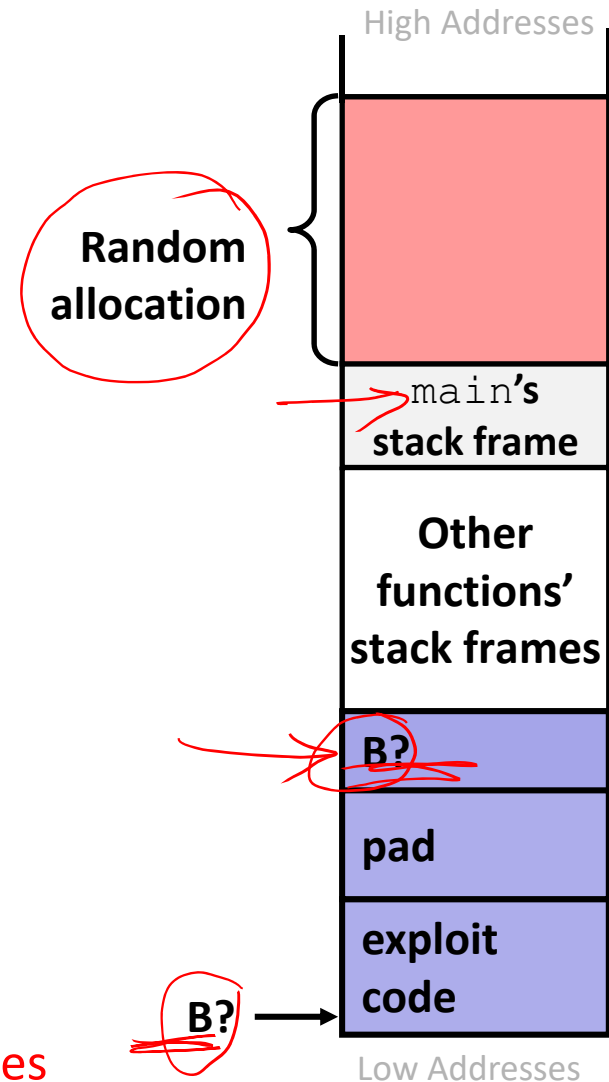 High Addresses
Random
allocation
main's
stack frame
Other
functions'
stack frames
B?
pad
exploit
code
B?
es
Low Addresses